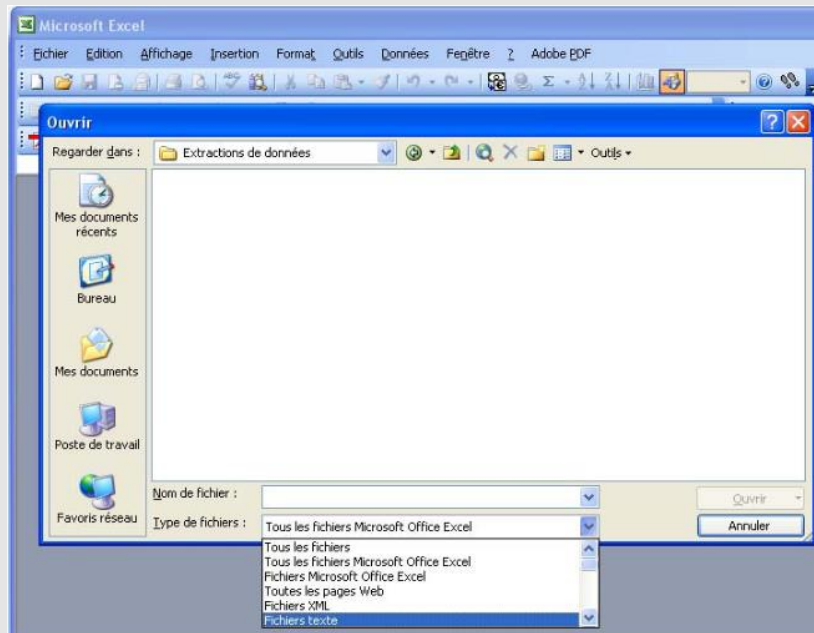 Microsoft Excel
Fichier Edition Affichage Insertion Format Outils Données Fenêtre ? Adobe PDF
Ouvrir
Regarder dans : Extractions de données Outils
Mes documents
récents
Bureau
Mes documents
Poste de travail
Favoris réseau
Nom de fichier : Ouvrir
Type de fichiers : Tous les fichiers Microsoft Office Excel Annuler
Tous les fichiers
Tous les fichiers Microsoft Office Excel
Fichiers Microsoft Office Excel
Toutes les pages Web
Fichiers XML
Fichiers texte